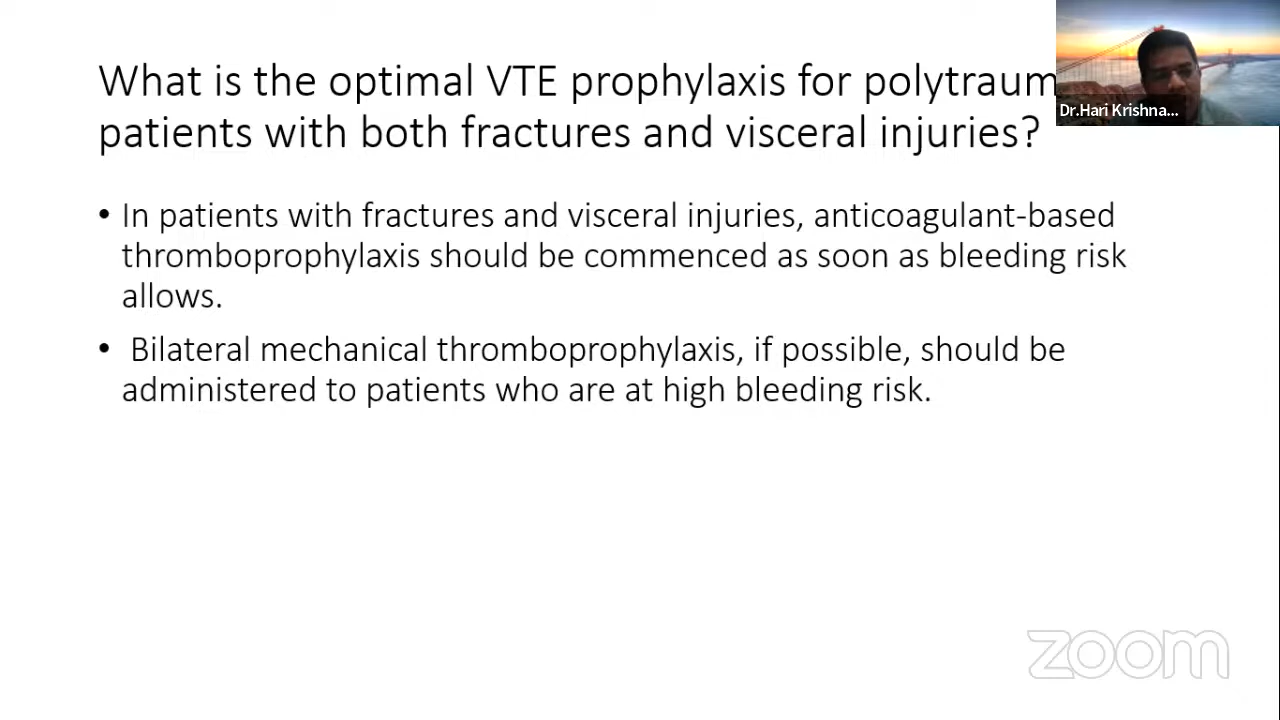 What is the optimal VTE prophylaxis for polytraum
patients with both fractures and visceral injuries?
Dr.Hari Krishna...
• In patients with fractures and visceral injuries, anticoagulant-based
thromboprophylaxis should be commenced as soon as bleeding risk
allows.
• Bilateral mechanical thromboprophylaxis, if possible, should be
administered to patients who are at high bleeding risk.
zoom